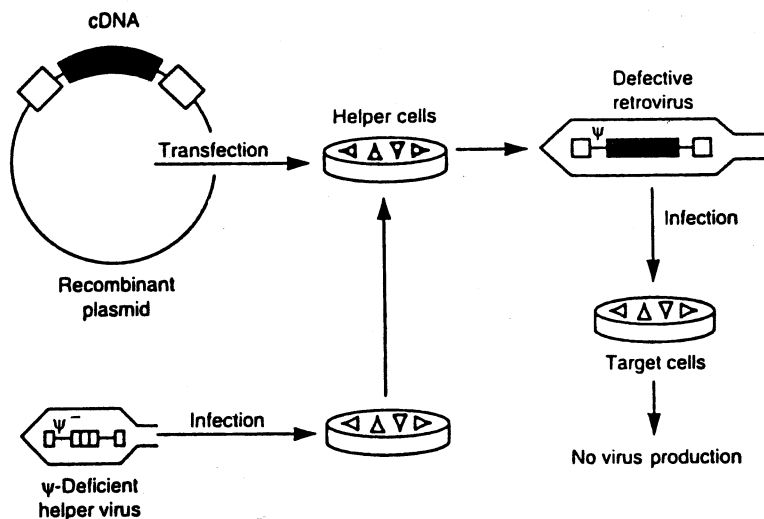 cDNA
Transfection
Recombinant
plasmid
Helper cells
Defective
retrovirus
ψ
Infection
Target cells
No virus production
ψ⁻
Infection
ψ-Deficient
helper virus